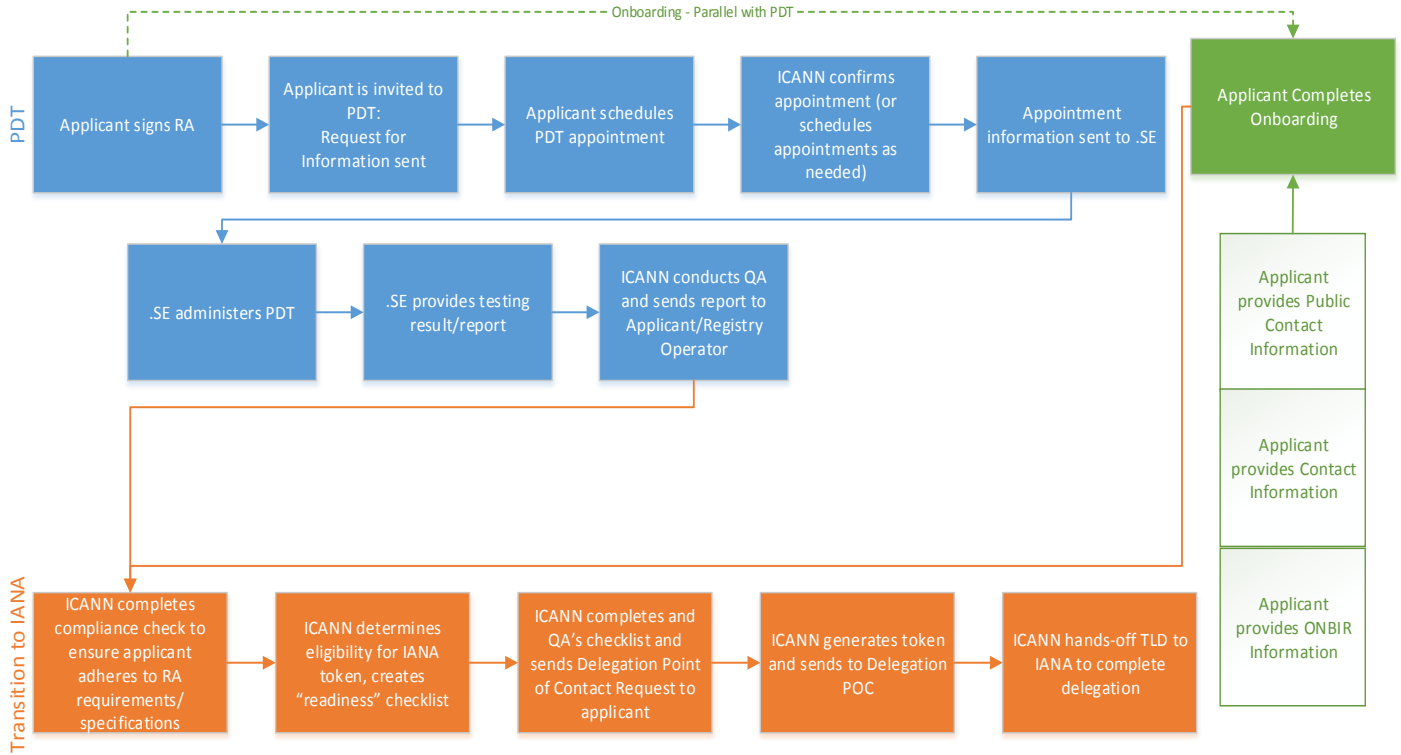 Onboarding - Parallel with PDT
PDT
Applicant signs RA
Applicant is invited to
PDT:
Request for
Information sent
Applicant schedules
PDT appointment
ICANN confirms
appointment (or
schedules
appointments as
needed)
Appointment
information sent to .SE
Applicant Completes
Onboarding
.SE administers PDT
.SE provides testing
result/report
ICANN conducts QA
and sends report to
Applicant/Registry
Operator
Applicant
provides Public
Contact
Information
Applicant
provides Contact
Information
Applicant
provides ONBIR
Information
Transition to IANA
ICANN completes
compliance check to
ensure applicant
adheres to RA
requirements/
specifications
ICANN determines
eligibility for IANA
token, creates
“readiness” checklist
ICANN completes and
QA’s checklist and
sends Delegation Point
of Contact Request to
applicant
ICANN generates token
and sends to Delegation
POC
ICANN hands-off TLD to
IANA to complete
delegation